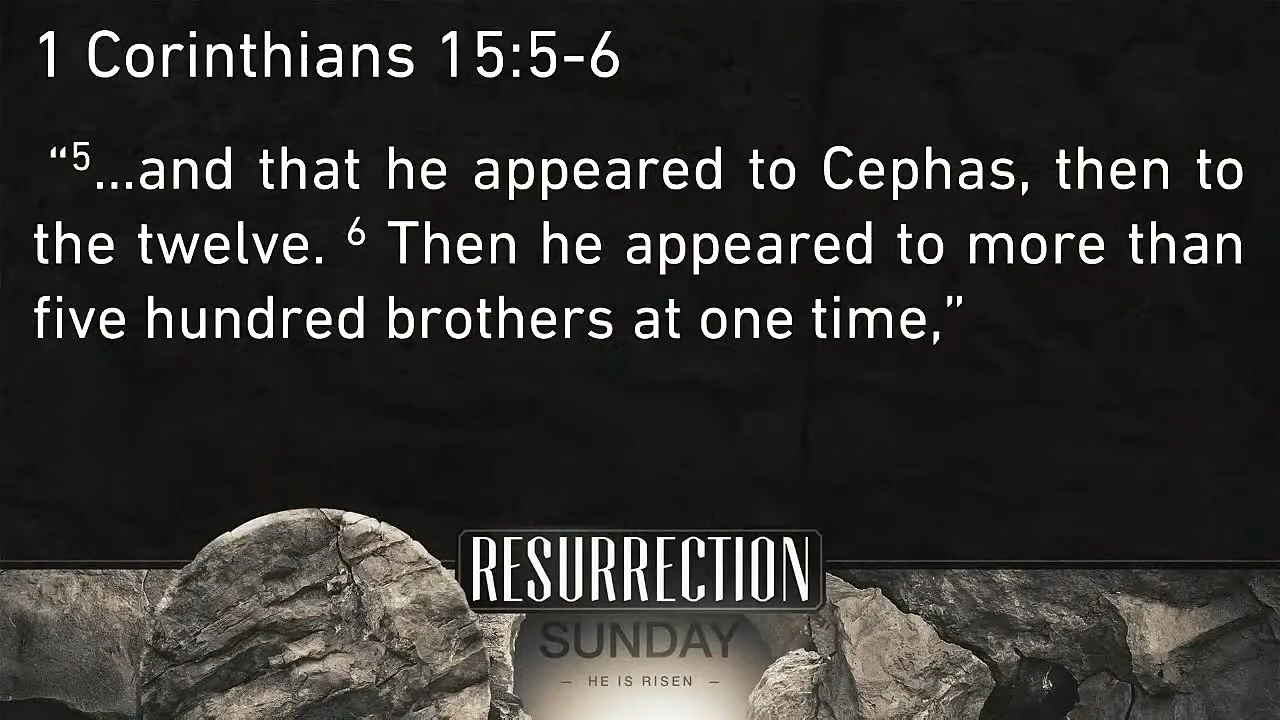 1 Corinthians 15:5-6
“⁵...and that he appeared to Cephas, then to
the twelve. ⁶ Then he appeared to more than
five hundred brothers at one time,”
RESURRECTION
SUNDAY
– HE IS RISEN –